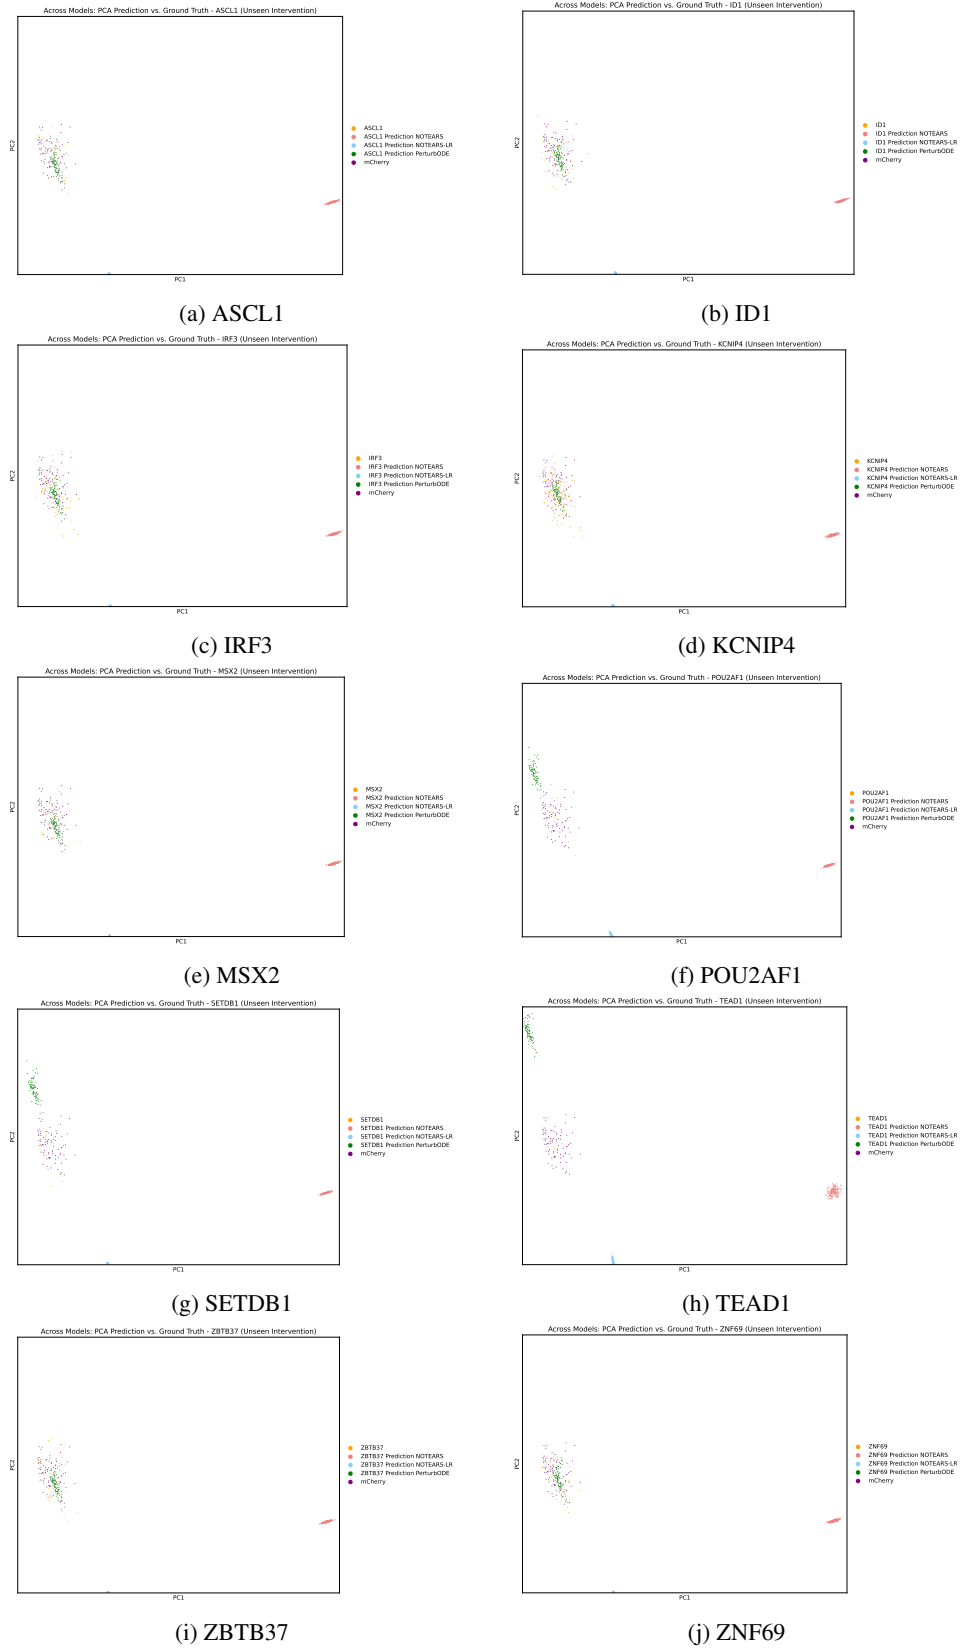 Across Models: PCA Prediction vs. Ground Truth - ASCL1 (Unseen Intervention)
PC2
ASCL1
ASCL1 Prediction NOTEARS
ASCL1 Prediction NOTEARS-LR
ASCL1 Prediction PerturbODE
mCherry
PC1
(a) ASCL1
Across Models: PCA Prediction vs. Ground Truth - ID1 (Unseen Intervention)
PC2
ID1
ID1 Prediction NOTEARS
ID1 Prediction NOTEARS-LR
ID1 Prediction PerturbODE
mCherry
PC1
(b) ID1
Across Models: PCA Prediction vs. Ground Truth - IRF3 (Unseen Intervention)
PC2
IRF3
IRF3 Prediction NOTEARS
IRF3 Prediction NOTEARS-LR
IRF3 Prediction PerturbODE
mCherry
PC1
(c) IRF3
Across Models: PCA Prediction vs. Ground Truth - KCNIP4 (Unseen Intervention)
PC2
KCNIP4
KCNIP4 Prediction NOTEARS
KCNIP4 Prediction NOTEARS-LR
KCNIP4 Prediction PerturbODE
mCherry
PC1
(d) KCNIP4
Across Models: PCA Prediction vs. Ground Truth - MSX2 (Unseen Intervention)
PC2
MSX2
MSX2 Prediction NOTEARS
MSX2 Prediction NOTEARS-LR
MSX2 Prediction PerturbODE
mCherry
PC1
(e) MSX2
Across Models: PCA Prediction vs. Ground Truth - POU2AF1 (Unseen Intervention)
PC2
POU2AF1
POU2AF1 Prediction NOTEARS
POU2AF1 Prediction NOTEARS-LR
POU2AF1 Prediction PerturbODE
mCherry
PC1
(f) POU2AF1
Across Models: PCA Prediction vs. Ground Truth - SETDB1 (Unseen Intervention)
PC2
SETDB1
SETDB1 Prediction NOTEARS
SETDB1 Prediction NOTEARS-LR
SETDB1 Prediction PerturbODE
mCherry
PC1
(g) SETDB1
Across Models: PCA Prediction vs. Ground Truth - TEAD1 (Unseen Intervention)
PC2
TEAD1
TEAD1 Prediction NOTEARS
TEAD1 Prediction NOTEARS-LR
TEAD1 Prediction PerturbODE
mCherry
PC1
(h) TEAD1
Across Models: PCA Prediction vs. Ground Truth - ZBTB37 (Unseen Intervention)
PC2
ZBTB37
ZBTB37 Prediction NOTEARS
ZBTB37 Prediction NOTEARS-LR
ZBTB37 Prediction PerturbODE
mCherry
PC1
(i) ZBTB37
Across Models: PCA Prediction vs. Ground Truth - ZNF69 (Unseen Intervention)
PC2
ZNF69
ZNF69 Prediction NOTEARS
ZNF69 Prediction NOTEARS-LR
ZNF69 Prediction PerturbODE
mCherry
PC1
(j) ZNF69